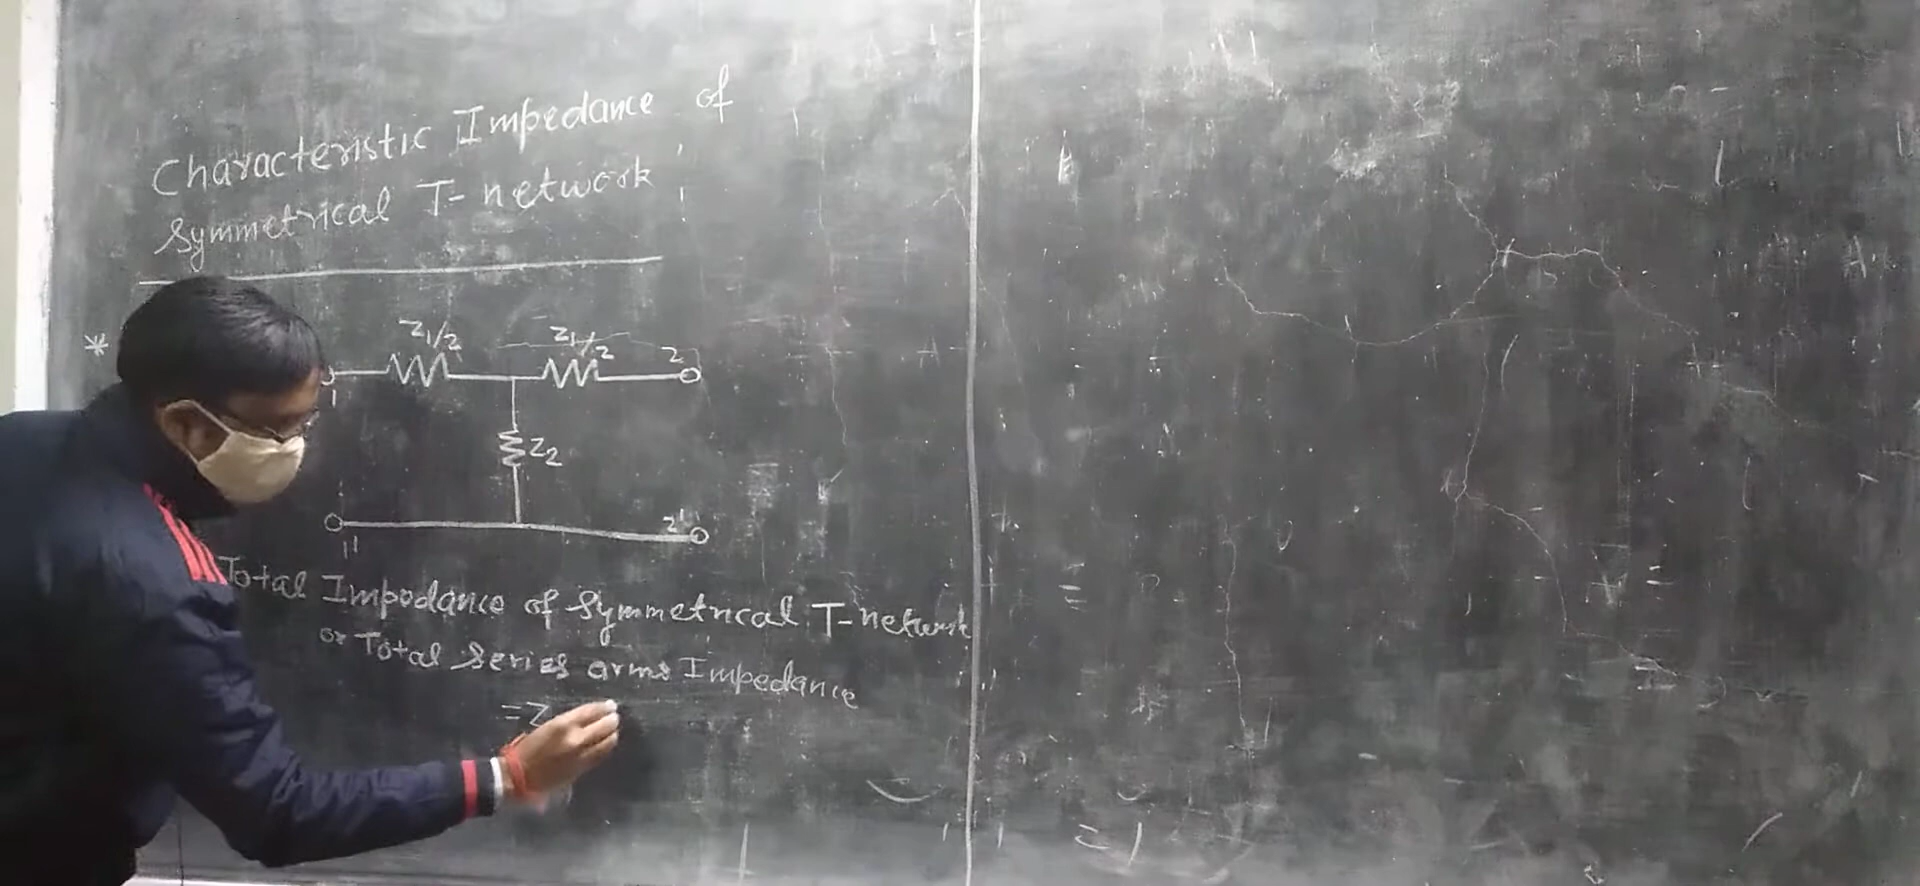 Characteristic Impedance of
Symmetrical T-network
*
Z1/2
Z1/2
2
1
Z2
1'
2'
Total Impedance of Symmetrical T-network
or Total Series arms Impedance
= Z